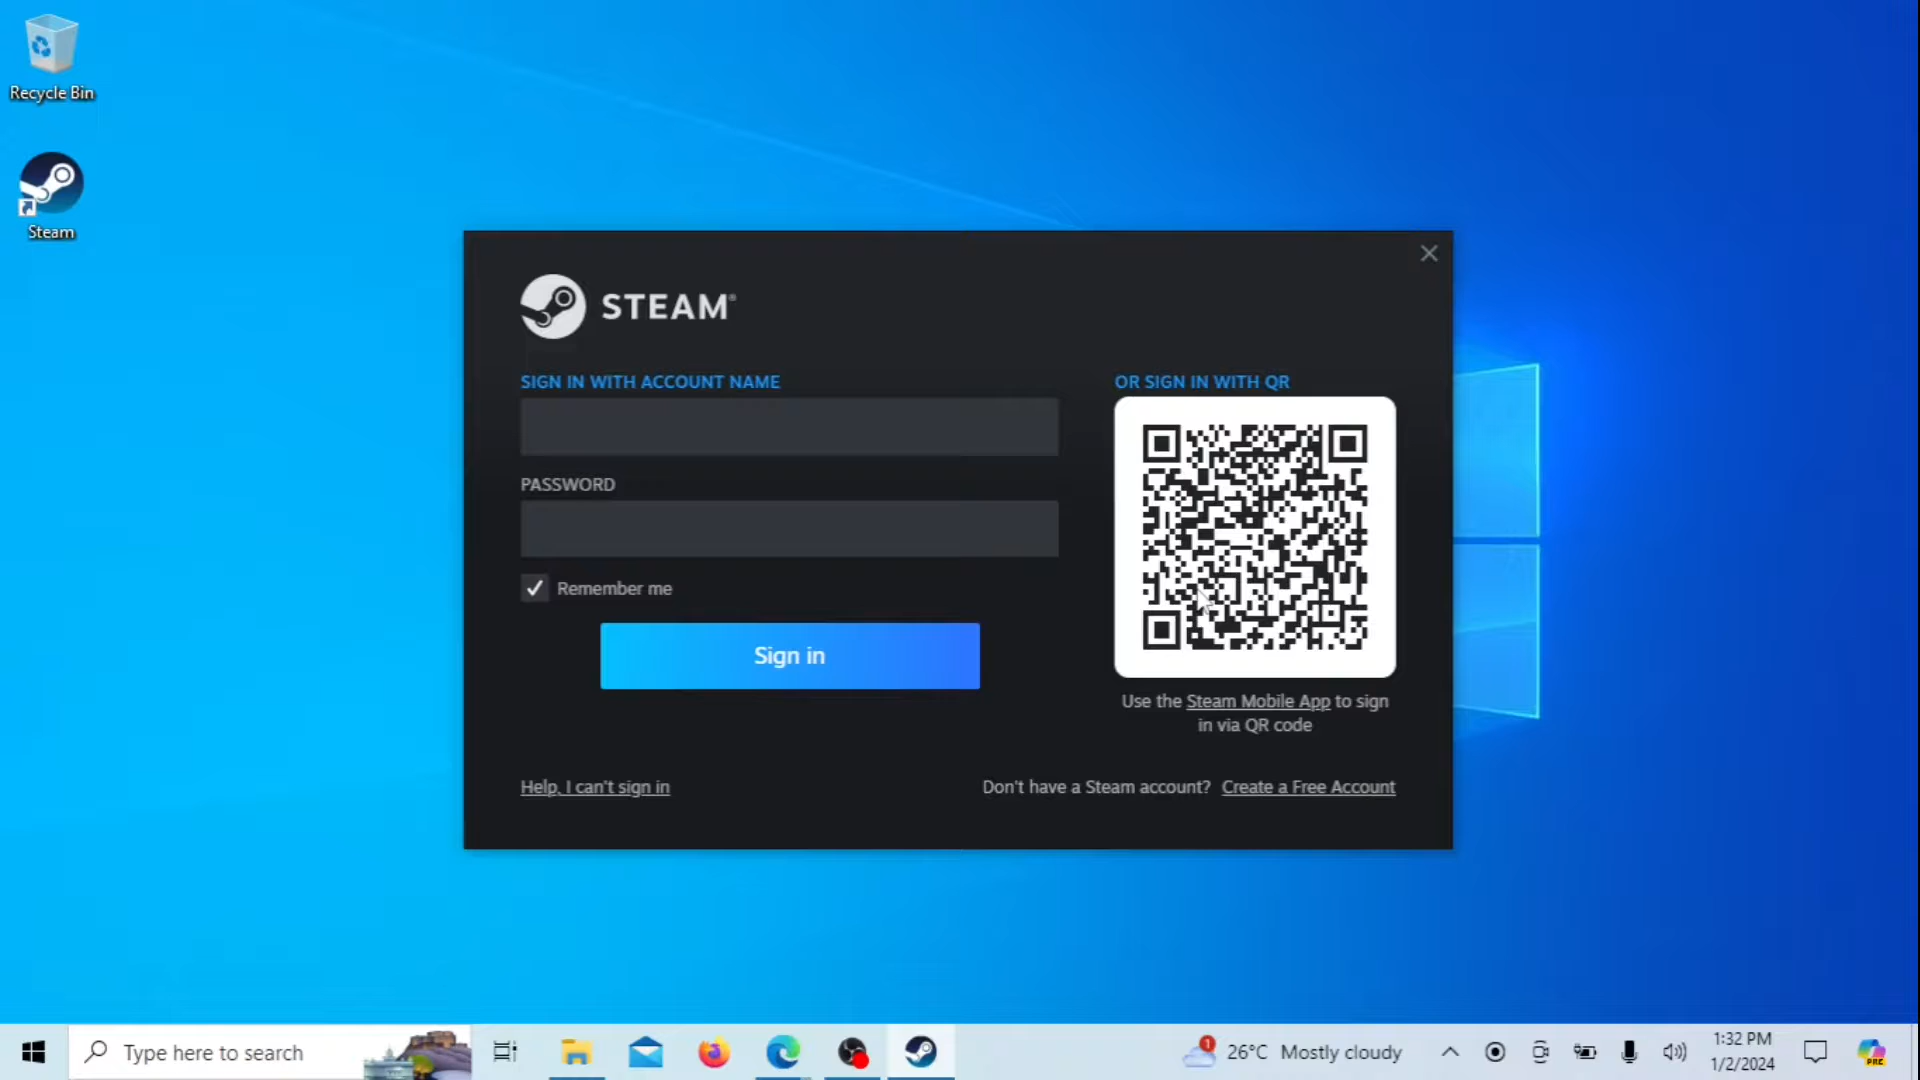 Recycle Bin
Steam
STEAM®
SIGN IN WITH ACCOUNT NAME
PASSWORD
Remember me
Sign in
OR SIGN IN WITH QR
Use the Steam Mobile App to sign
in via QR code
Help, I can't sign in
Don't have a Steam account? Create a Free Account
Type here to search
1
26°C Mostly cloudy
1:32 PM
1/2/2024
PRE